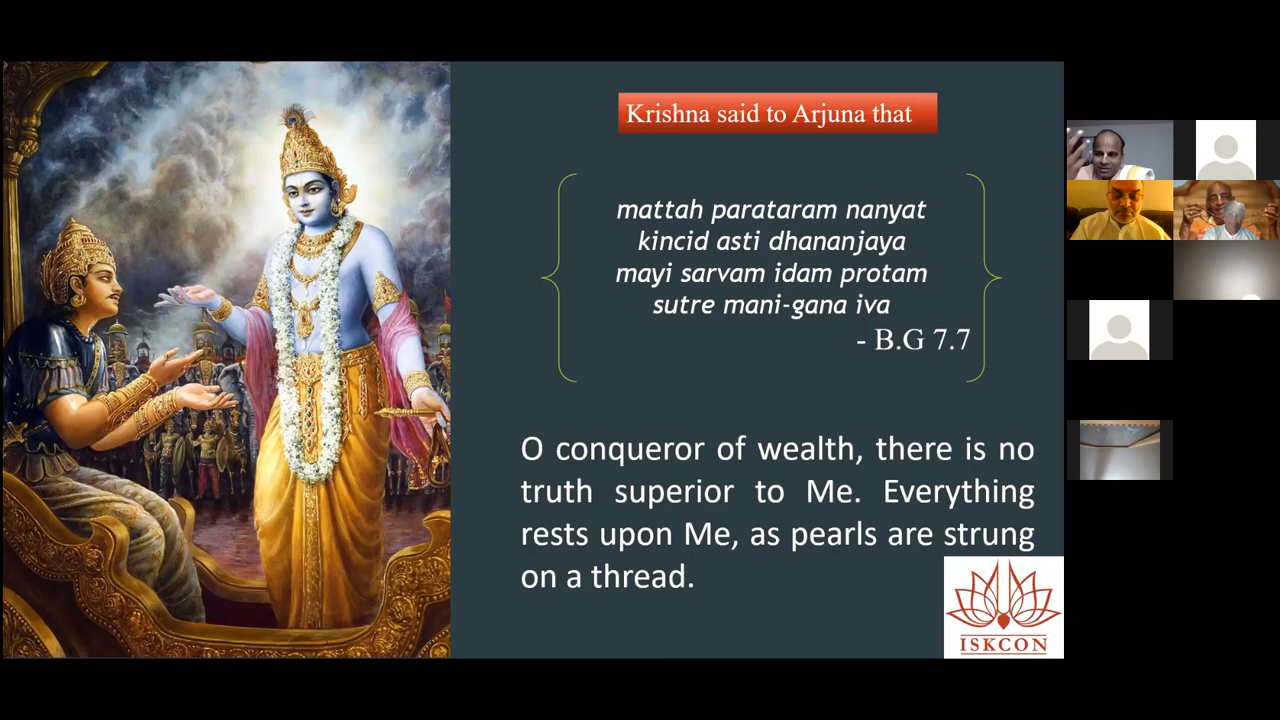 Krishna said to Arjuna that
mattah parataram nanyat
kincid asti dhananjaya
mayi sarvam idam protam
sutre mani-gana iva
- B.G 7.7
O conqueror of wealth, there is no
truth superior to Me. Everything
rests upon Me, as pearls are strung
on a thread.
ISKCON